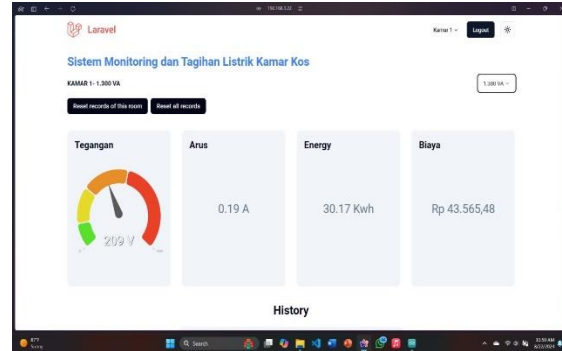 Laravel
Kamar 1
Logout
Sistem Monitoring dan Tagihan Listrik Kamar Kos
KAMAR 1- 1.300 VA
1.300 VA
Reset records of this room
Reset all records
Tegangan
209 V
Arus
0.19 A
Energy
30.17 Kwh
Biaya
Rp 43.565,48
History
Search